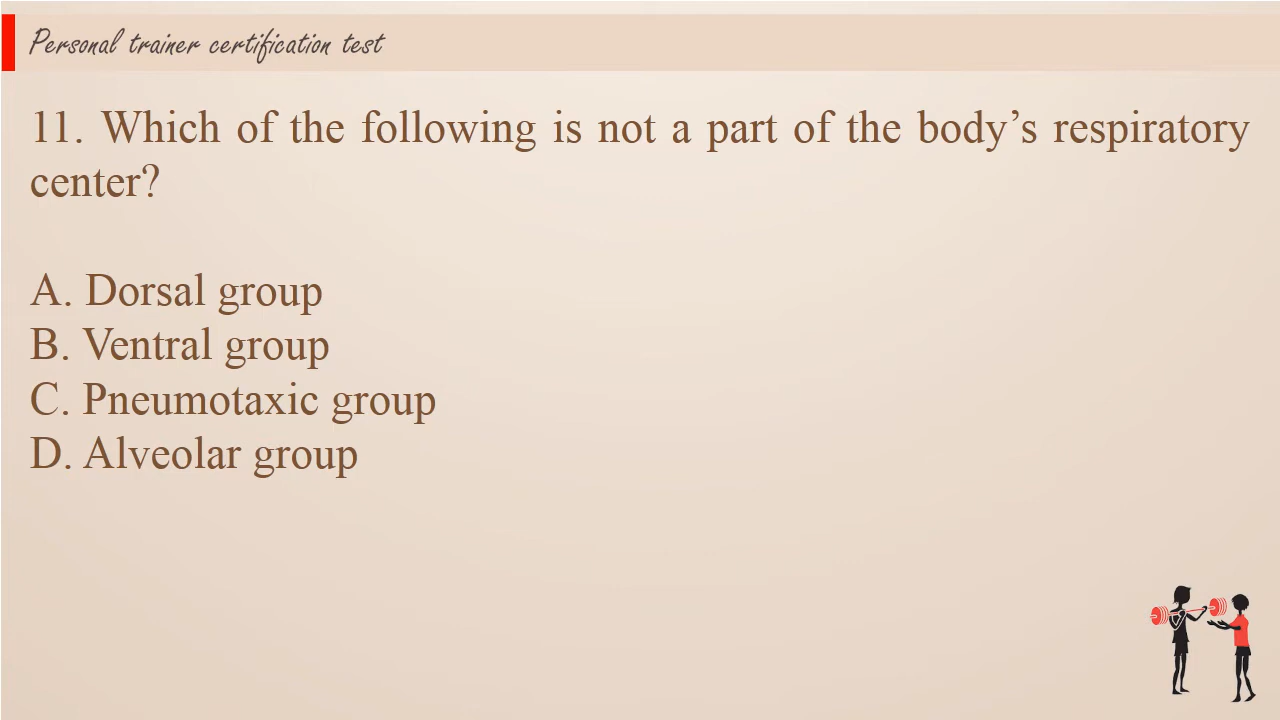 Personal trainer certification test
11. Which of the following is not a part of the body’s respiratory
center?
A. Dorsal group
B. Ventral group
C. Pneumotaxic group
D. Alveolar group